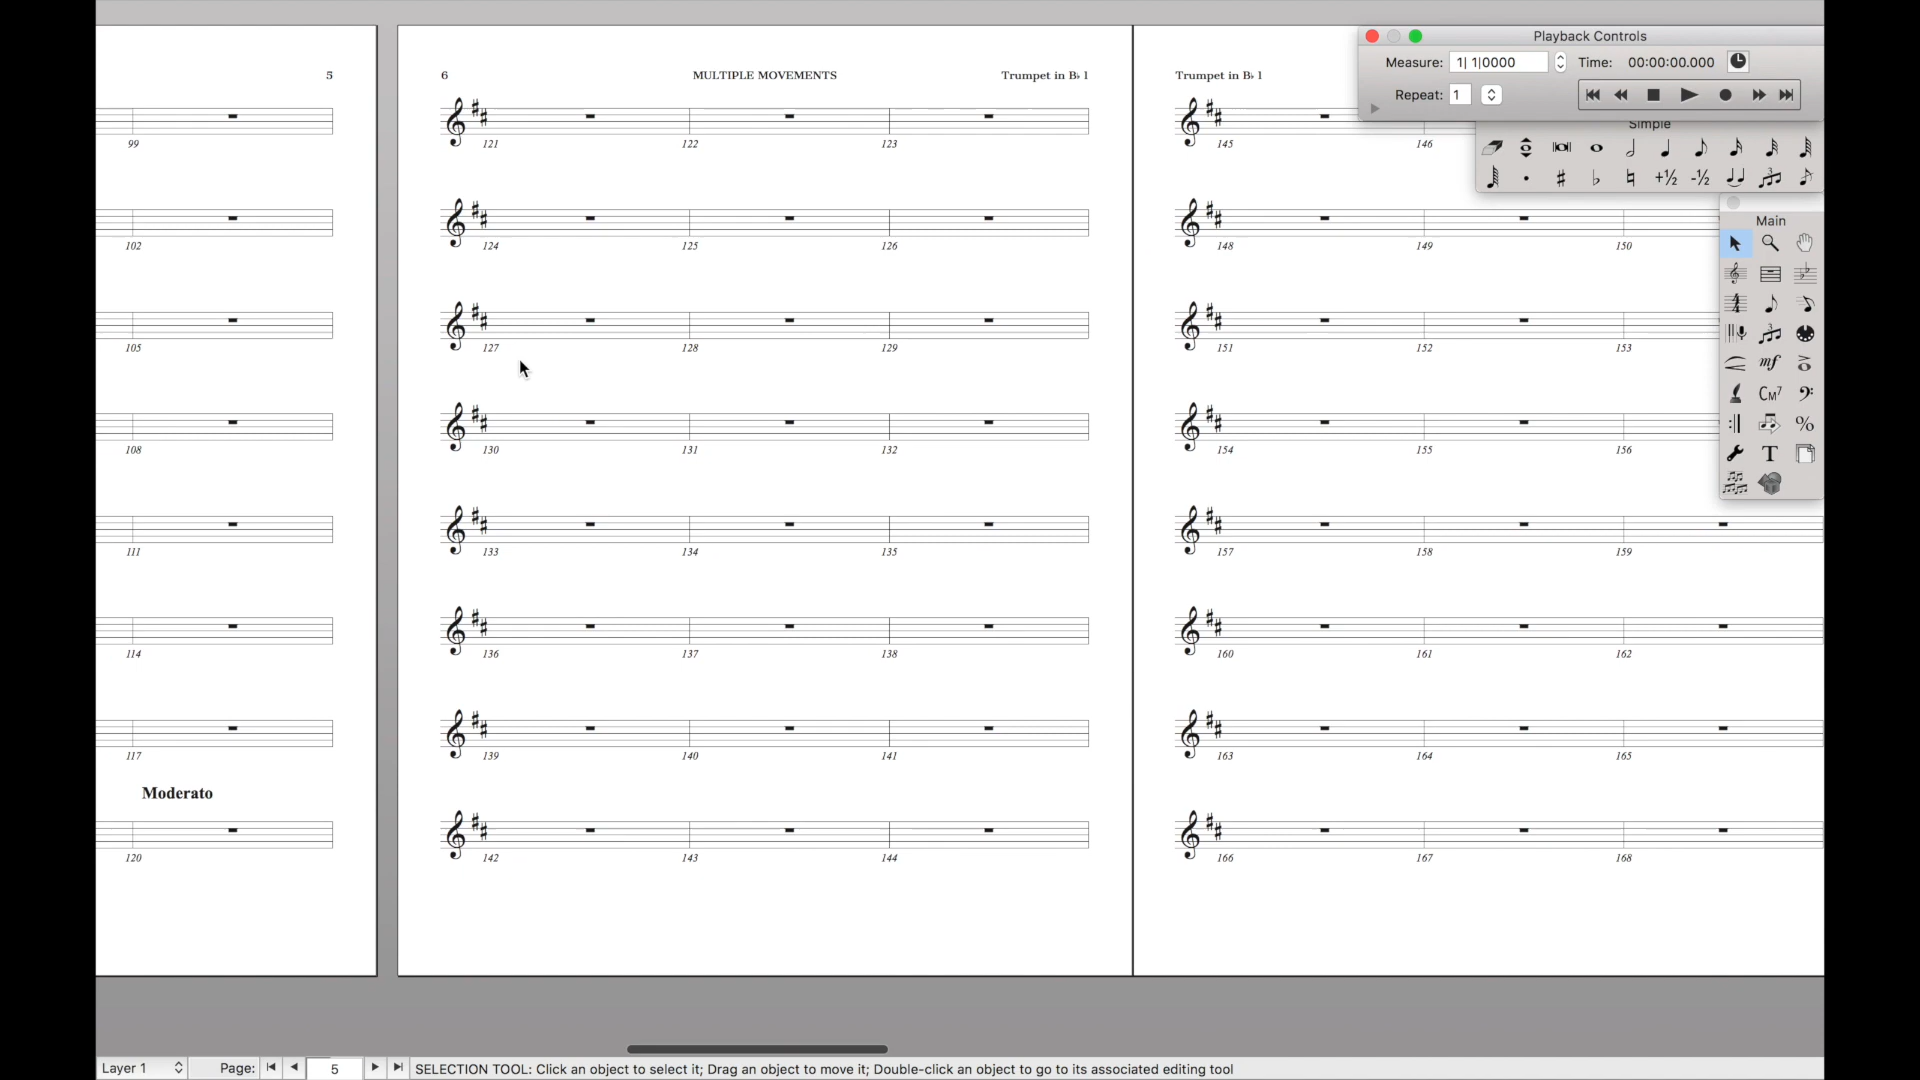 Playback Controls
Measure: 1| 1|0000 Time: 00:00:00.000
Repeat: 1
Simple
+½ -½
Main
mf
CM7
%
T
5
99
102
105
108
111
114
117
Moderato
120
6 MULTIPLE MOVEMENTS Trumpet in B♭ 1
121 122 123
124 125 126
127 128 129
130 131 132
133 134 135
136 137 138
139 140 141
142 143 144
Trumpet in B♭ 1
145 146
148 149 150
151 152 153
154 155 156
157 158 159
160 161 162
163 164 165
166 167 168
Layer 1 Page: 5 SELECTION TOOL: Click an object to select it; Drag an object to move it; Double-click an object to go to its associated editing tool